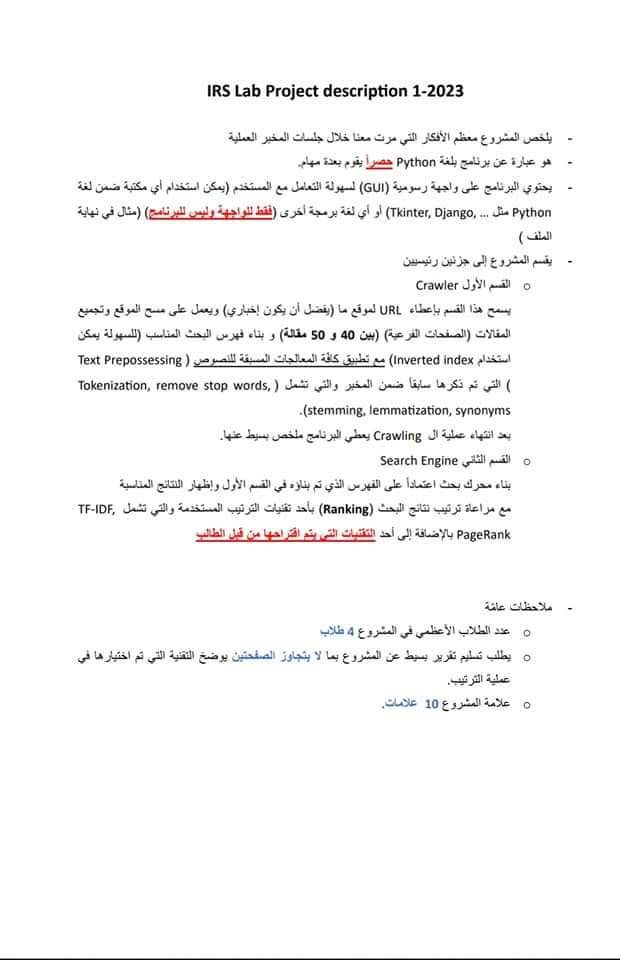 IRS Lab Project description 1-2023
- يلخص المشروع معظم الأفكار التي مرت معنا خلال جلسات المخبر العملية
- هو عبارة عن برنامج بلغة Python حصراً يقوم بعدة مهام.
- يحتوي البرنامج على واجهة رسومية (GUI) لسهولة التعامل مع المستخدم (يمكن استخدام أي مكتبة ضمن لغة
Python مثل Tkinter, Django, ...) أو أي لغة برمجة أخرى (فقط للواجهة وليس للبرنامج) (مثال في نهاية
الملف )
- يقسم المشروع إلى جزئين رئيسيين
o القسم الأول Crawler
يسمح هذا القسم بإعطاء URL لموقع ما (يفضل أن يكون إخباري) ويعمل على مسح الموقع وتجميع
المقالات (الصفحات الفرعية) (بين 40 و 50 مقالة) و بناء فهرس البحث المناسب (للسهولة يمكن
استخدام Inverted index) مع تطبيق كافّة المعالجات المسبقة للنصوص ( Text Prepossessing
) التي تم ذكرها سابقاً ضمن المخبر والتي تشمل ( Tokenization, remove stop words,
stemming, lemmatization, synonyms).
بعد انتهاء عملية ال Crawling يعطي البرنامج ملخص بسيط عنها.
o القسم الثاني Search Engine
بناء محرك بحث اعتماداً على الفهرس الذي تم بناؤه في القسم الأول وإظهار النتائج المناسبة
مع مراعاة ترتيب نتائج البحث (Ranking) بأحد تقنيات الترتيب المستخدمة والتي تشمل TF-IDF,
PageRank بالإضافة إلى أحد التقنيات التي يتم اقتراحها من قبل الطالب
- ملاحظات عامّة
o عدد الطلاب الأعظمي في المشروع 4 طلاب
o يطلب تسليم تقرير بسيط عن المشروع بما لا يتجاوز الصفحتين يوضح التقنية التي تم اختيارها في
عملية الترتيب.
o علامة المشروع 10 علامات.